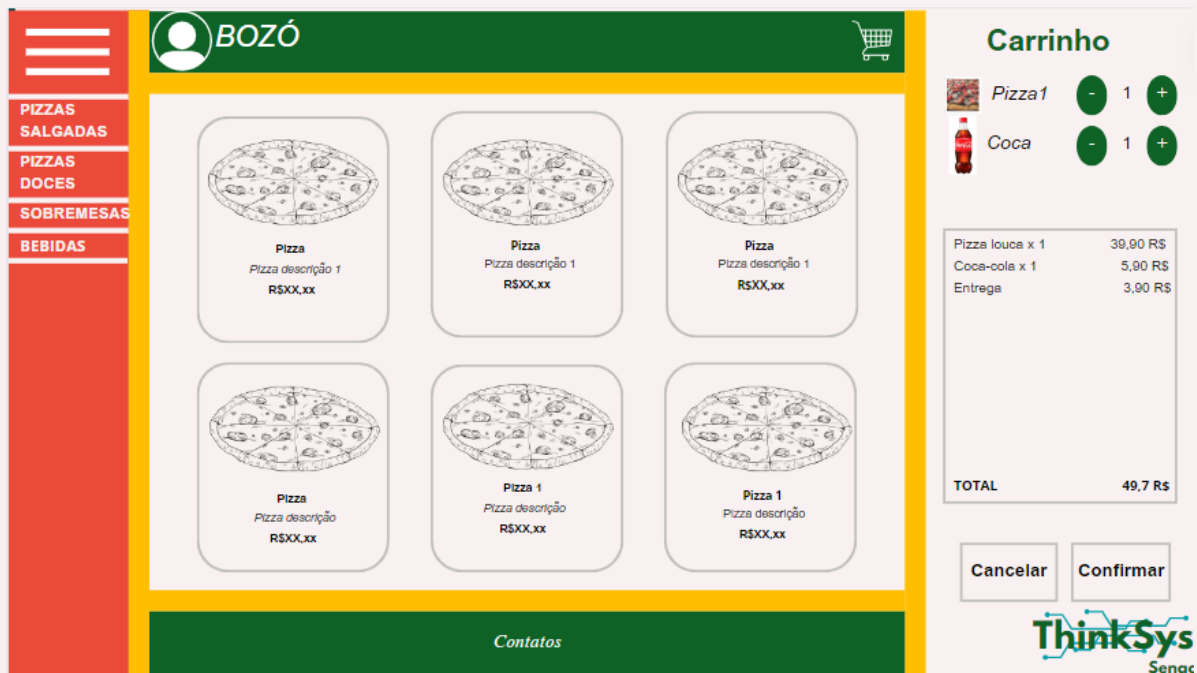 BOZÓ
PIZZAS
SALGADAS
PIZZAS
DOCES
SOBREMESAS
BEBIDAS
Pizza
Pizza descrição 1
R$XX,xx
Pizza
Pizza descrição 1
R$XX,xx
Pizza
Pizza descrição 1
R$XX,xx
Pizza
Pizza descrição
R$XX,xx
Pizza 1
Pizza descrição
R$XX,xx
Pizza 1
Pizza descrição
R$XX,xx
Contatos
Carrinho
Pizza1 - 1 +
Coca - 1 +
Pizza louca x 1 39,90 R$
Coca-cola x 1 5,90 R$
Entrega 3,90 R$
TOTAL 49,7 R$
Cancelar Confirmar
ThinkSys
Senac